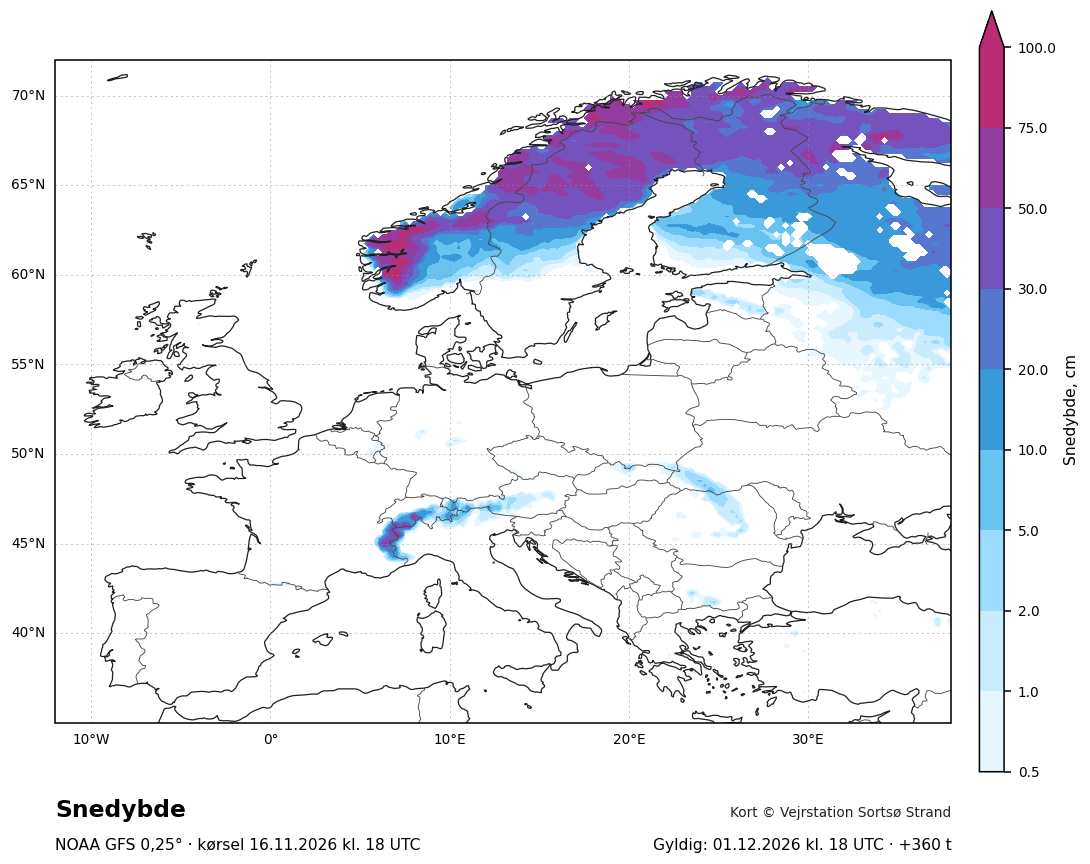 70°N
65°N
60°N
55°N
50°N
45°N
40°N
10°W
0°
10°E
20°E
30°E
100.0
75.0
50.0
30.0
20.0
10.0
5.0
2.0
1.0
0.5
Snedybde, cm
Snedybde
Kort © Vejrstation Sortsø Strand
NOAA GFS 0,25° · kørsel 16.11.2026 kl. 18 UTC
Gyldig: 01.12.2026 kl. 18 UTC · +360 t